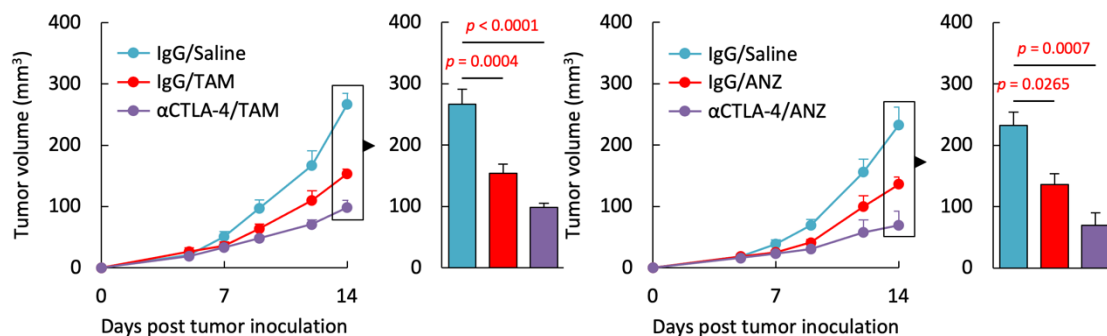 Tumor volume (mm³)
400
300
200
100
0
IgG/Saline
IgG/TAM
αCTLA-4/TAM
0
7
14
Days post tumor inoculation
400
300
200
100
0
p < 0.0001
p = 0.0004
Tumor volume (mm³)
400
300
200
100
0
IgG/Saline
IgG/ANZ
αCTLA-4/ANZ
0
7
14
Days post tumor inoculation
400
300
200
100
0
p = 0.0007
p = 0.0265